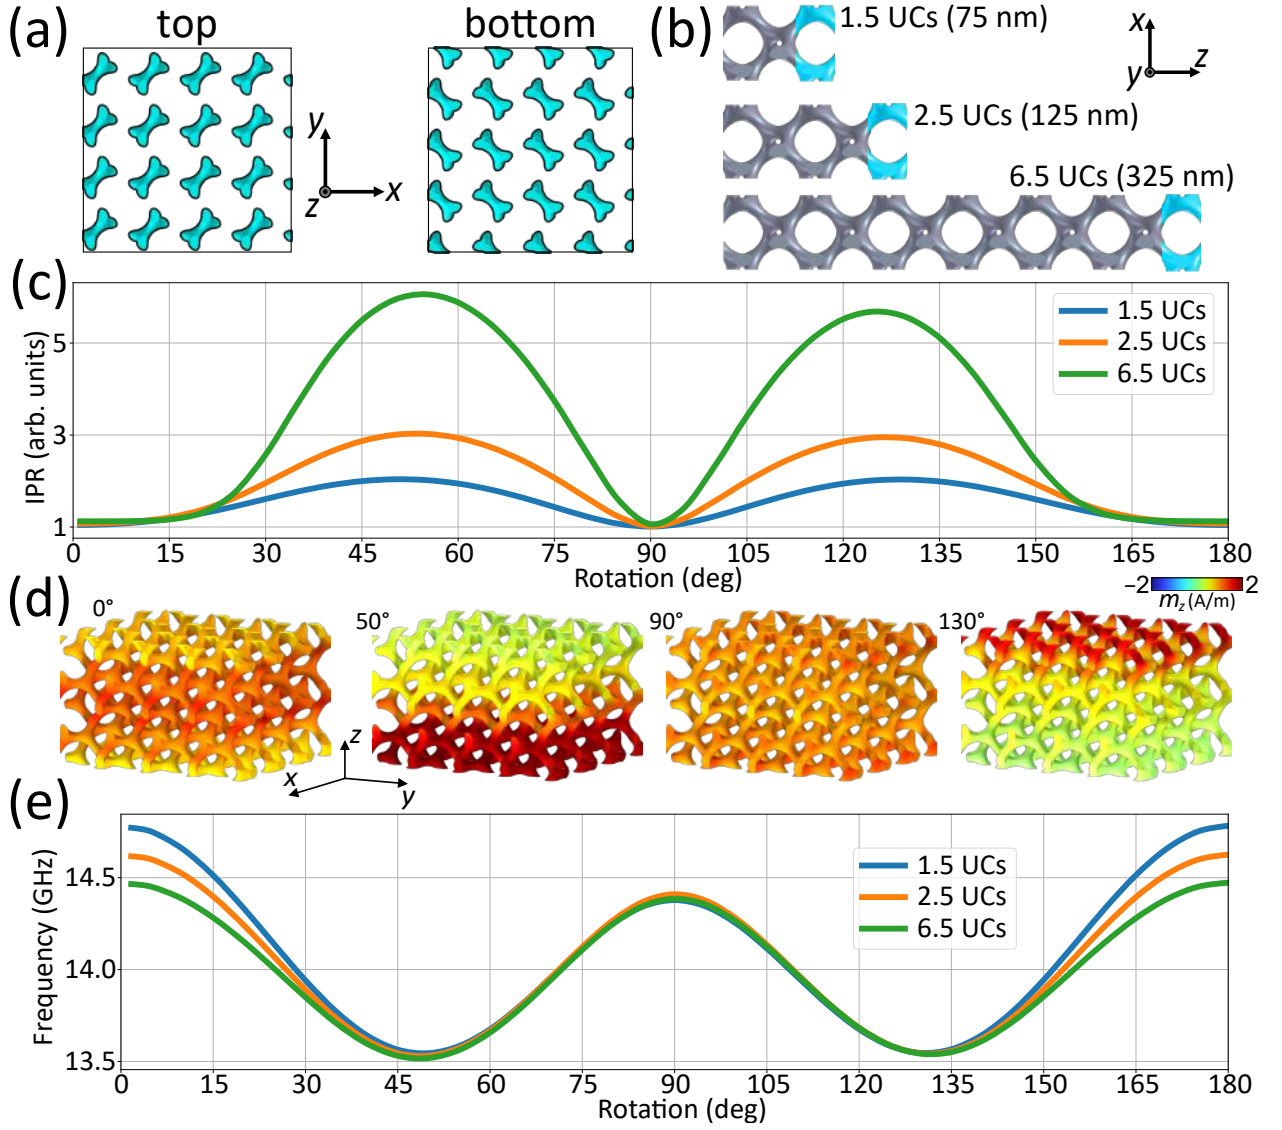 (a)
top
bottom
y
z
x
(b)
1.5 UCs (75 nm)
2.5 UCs (125 nm)
6.5 UCs (325 nm)
x
y
z
(c)
IPR (arb. units)
5
3
1
1.5 UCs
2.5 UCs
6.5 UCs
0 15 30 45 60 75 90 105 120 135 150 165 180
Rotation (deg)
(d)
0°
50°
90°
130°
−2 2
mz (A/m)
z
x
y
(e)
Frequency (GHz)
14.5
14.0
13.5
1.5 UCs
2.5 UCs
6.5 UCs
0 15 30 45 60 75 90 105 120 135 150 165 180
Rotation (deg)